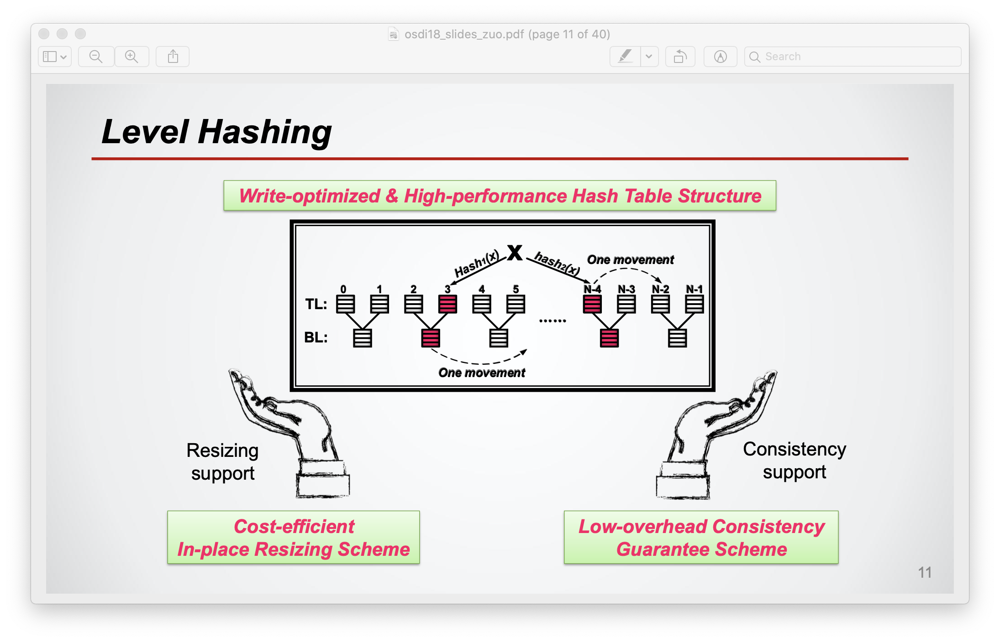 osdi18_slides_zuo.pdf (page 11 of 40)
Search
Level Hashing
Write-optimized & High-performance Hash Table Structure
x
Hash₁(x)
hash₂(x)
One movement
0 1 2 3 4 5 N-4 N-3 N-2 N-1
TL:
......
BL:
One movement
Resizing
support
Consistency
support
Cost-efficient
In-place Resizing Scheme
Low-overhead Consistency
Guarantee Scheme
11